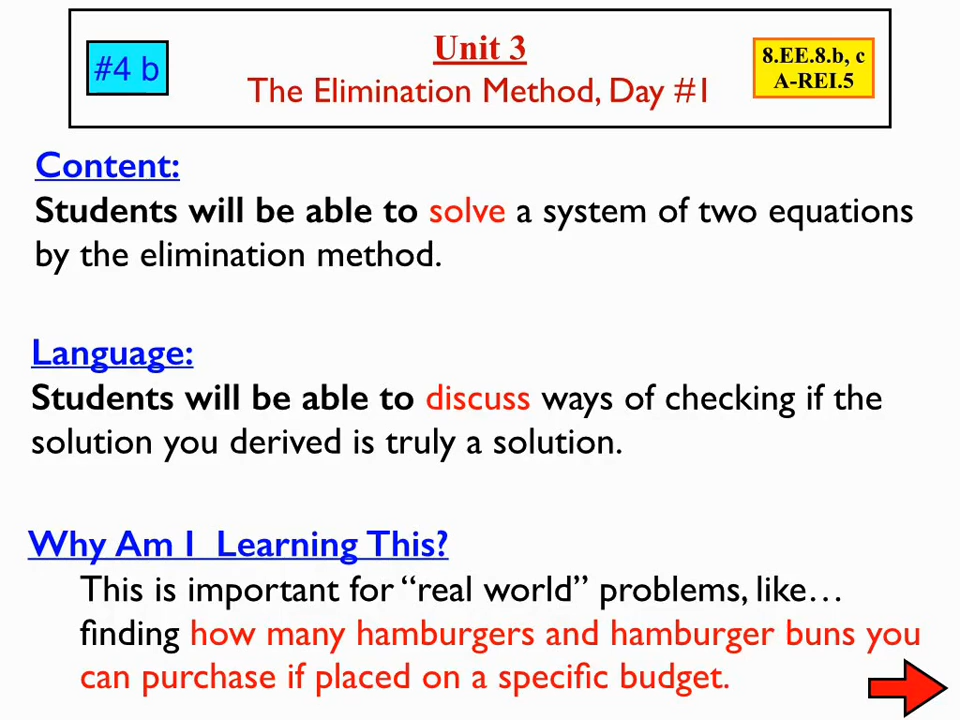 #4 b
Unit 3
The Elimination Method, Day #1
8.EE.8.b, c
A-REI.5
Content:
Students will be able to solve a system of two equations
by the elimination method.
Language:
Students will be able to discuss ways of checking if the
solution you derived is truly a solution.
Why Am I Learning This?
This is important for “real world” problems, like…
finding how many hamburgers and hamburger buns you
can purchase if placed on a specific budget.